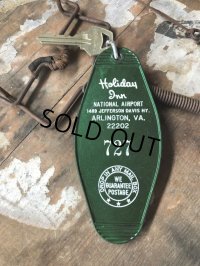 Holiday
Inn
NATIONAL AIRPORT
1489 JEFFERSON DAVIS HY.
ARLINGTON, VA.
22202
727
SOLD OUT
DROP IN ANY MAIL BOX
WE
GUARANTEE
POSTAGE